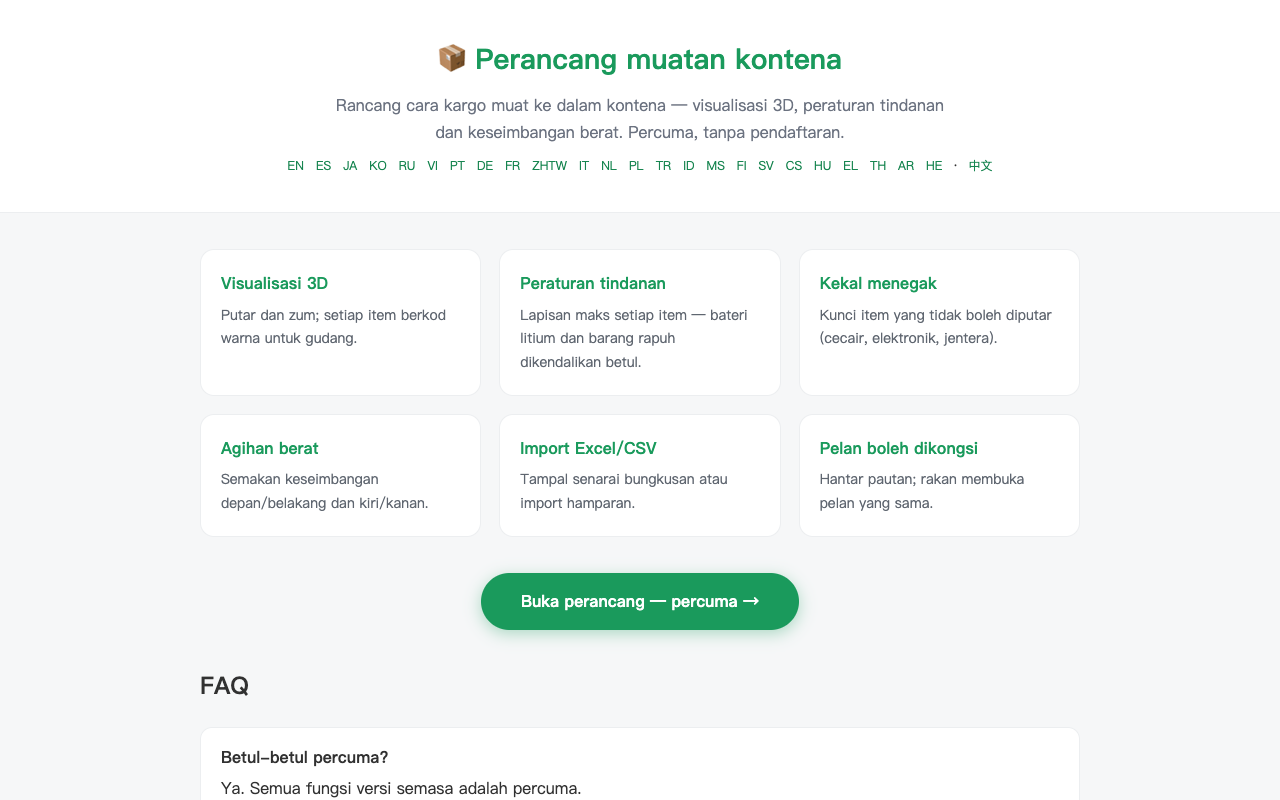 📦 Perancang muatan kontena
Rancang cara kargo muat ke dalam kontena — visualisasi 3D, peraturan tindanan
dan keseimbangan berat. Percuma, tanpa pendaftaran.
EN ES JA KO RU VI PT DE FR ZHTW IT NL PL TR ID MS FI SV CS HU EL TH AR HE · 中文
Visualisasi 3D
Putar dan zum; setiap item berkod
warna untuk gudang.
Peraturan tindanan
Lapisan maks setiap item — bateri
litium dan barang rapuh
dikendalikan betul.
Kekal menegak
Kunci item yang tidak boleh diputar
(cecair, elektronik, jentera).
Agihan berat
Semakan keseimbangan
depan/belakang dan kiri/kanan.
Import Excel/CSV
Tampal senarai bungkusan atau
import hamparan.
Pelan boleh dikongsi
Hantar pautan; rakan membuka
pelan yang sama.
Buka perancang — percuma →
FAQ
Betul-betul percuma?
Ya. Semua fungsi versi semasa adalah percuma.